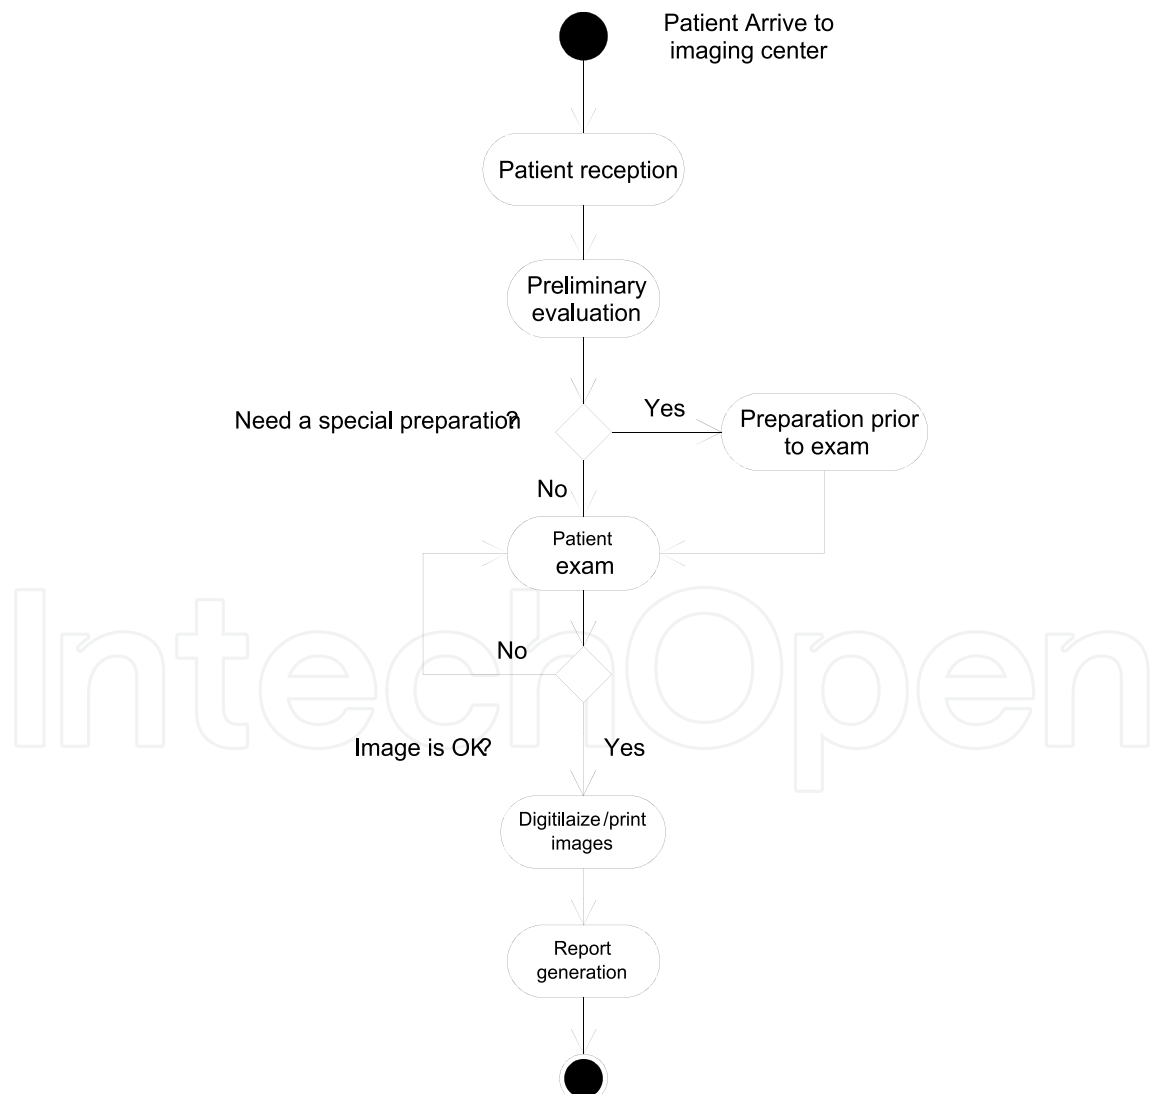 Patient Arrive to
imaging center
Patient reception
Preliminary
evaluation
Need a special preparation?
Yes
Preparation prior
to exam
No
Patient
exam
No
Image is OK?
Yes
Digitilaize/print
images
Report
generation
IntechOpen